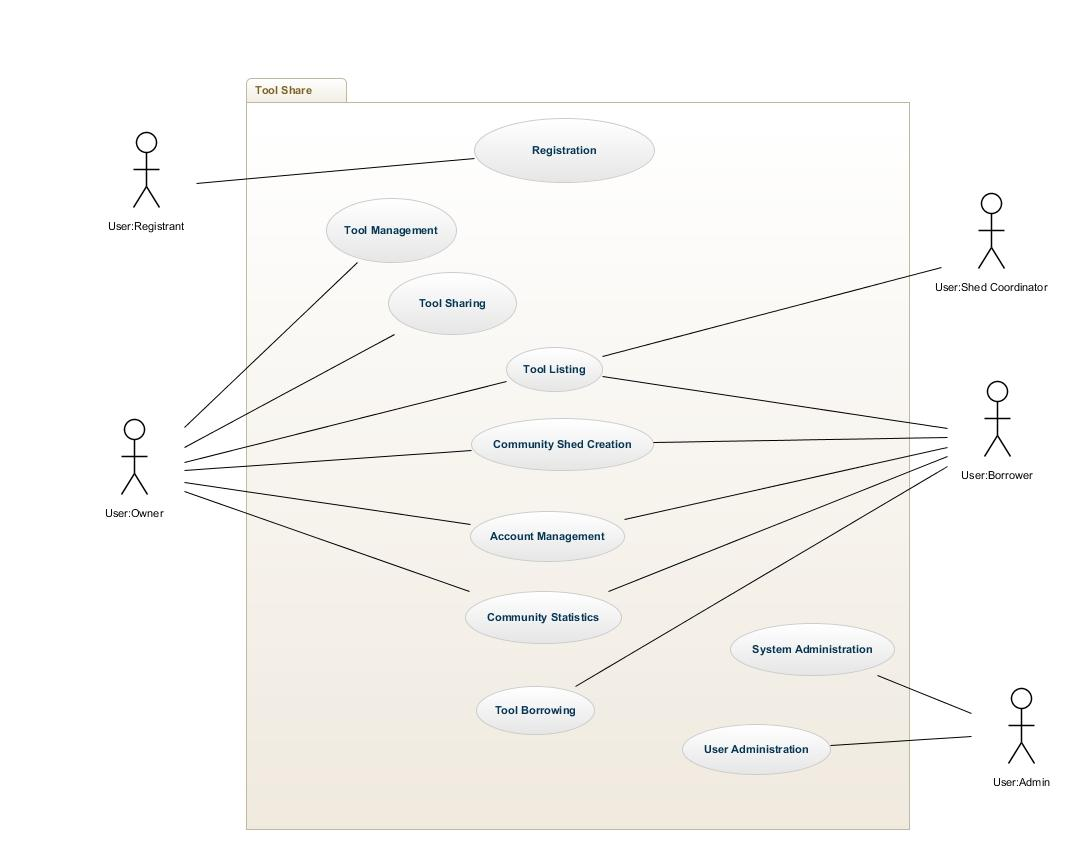 Tool Share
Registration
User:Registrant
Tool Management
User:Shed Coordinator
Tool Sharing
Tool Listing
Community Shed Creation
User:Borrower
User:Owner
Account Management
Community Statistics
System Administration
Tool Borrowing
User Administration
User:Admin